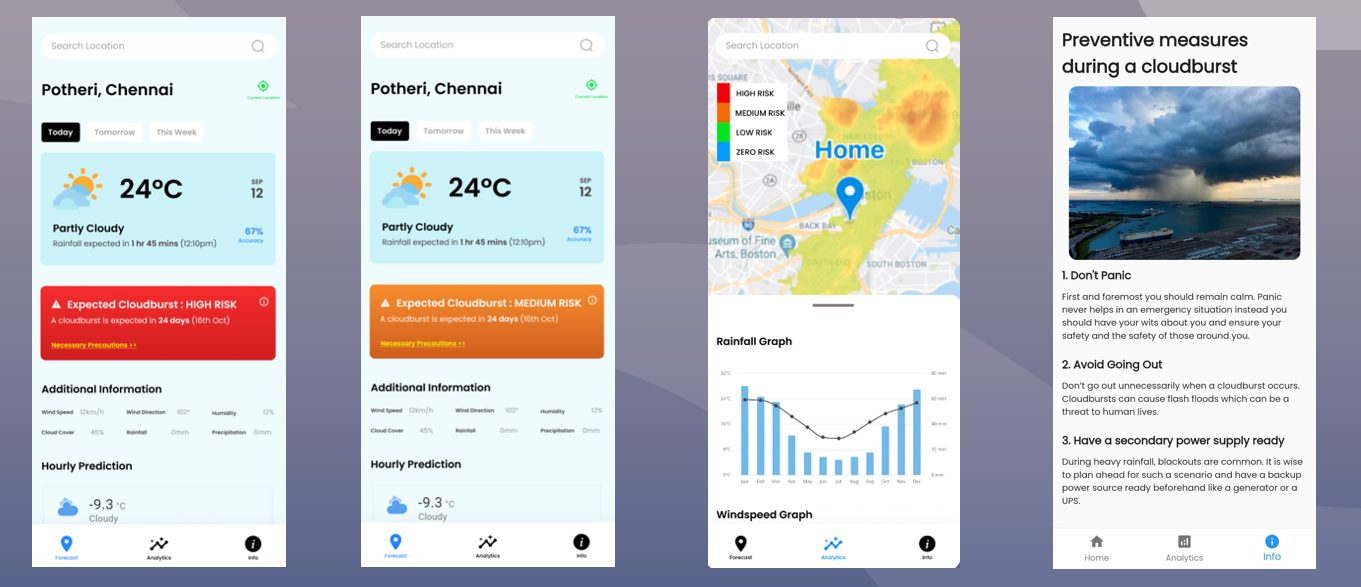 Search Location
Potheri, Chennai
Current Location
Today
Tomorrow
This Week
24°C
SEP
12
Partly Cloudy
Rainfall expected in 1 hr 45 mins (12:10pm)
67%
Accuracy
Expected Cloudburst : HIGH RISK
A cloudburst is expected in 24 days (16th Oct)
Necessary Precautions >>
Additional Information
Wind Speed 12km/h Wind Direction 102° Humidity 12%
Cloud Cover 45% Rainfall 0mm Precipitation 0mm
Hourly Prediction
-9.3 °C
Cloudy
Forecast
Analytics
Info
Search Location
Potheri, Chennai
Current Location
Today
Tomorrow
This Week
24°C
SEP
12
Partly Cloudy
Rainfall expected in 1 hr 45 mins (12:10pm)
67%
Accuracy
Expected Cloudburst : MEDIUM RISK
A cloudburst is expected in 24 days (16th Oct)
Necessary Precautions >>
Additional Information
Wind Speed 12km/h Wind Direction 102° Humidity 12%
Cloud Cover 45% Rainfall 0mm Precipitation 0mm
Hourly Prediction
-9.3 °C
Cloudy
Forecast
Analytics
Info
Search Location
SQUARE
HIGH RISK
MEDIUM RISK
LOW RISK
ZERO RISK
ille
28
CHARLESTOWN
Home
EAST BOSTON
2A
ston
90
BACK BAY
useum of Fine
Arts, Boston
SOUTH END
SOUTH BOSTON
Ca
Rainfall Graph
32°C
24°C
16°C
8°C
0°C
80 mm
60 mm
40 mm
20 mm
0 mm
Jan Feb Mar Apr May Jun Jul Aug Sep Oct Nov Dec
Windspeed Graph
Forecast
Analytics
Info
Preventive measures
during a cloudburst
1. Don't Panic
First and foremost you should remain calm. Panic
never helps in an emergency situation instead you
should have your wits about you and ensure your
safety and the safety of those around you.
2. Avoid Going Out
Don't go out unnecessarily when a cloudburst occurs.
Cloudbursts can cause flash floods which can be a
threat to human lives.
3. Have a secondary power supply ready
During heavy rainfall, blackouts are common. It is wise
to plan ahead for such a scenario and have a backup
power source ready beforehand like a generator or a
UPS.
Home
Analytics
Info